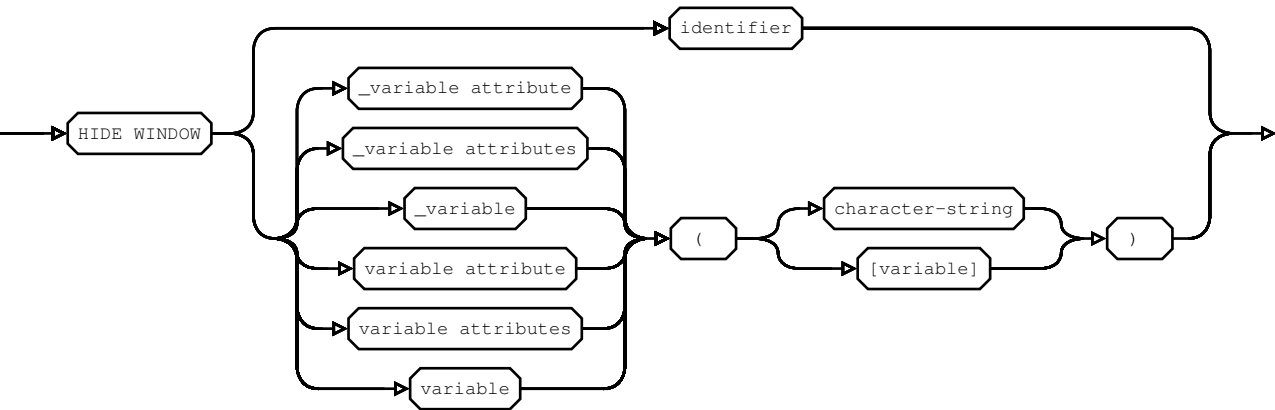 identifier
_variable attribute
HIDE WINDOW
_variable attributes
_variable
character-string
(
)
variable attribute
[variable]
variable attributes
variable